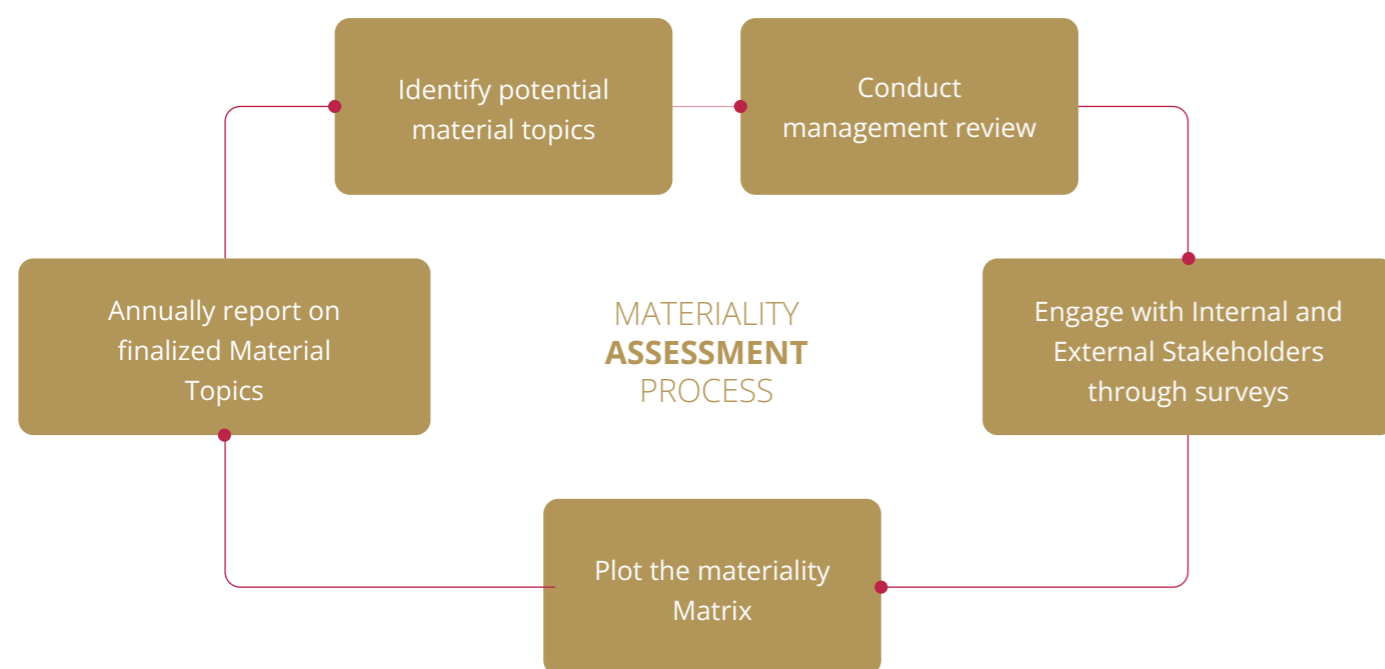 Identify potential
material topics
Conduct
management review
Annually report on
finalized Material
Topics
MATERIALITY
ASSESSMENT
PROCESS
Engage with Internal and
External Stakeholders
through surveys
Plot the materiality
Matrix